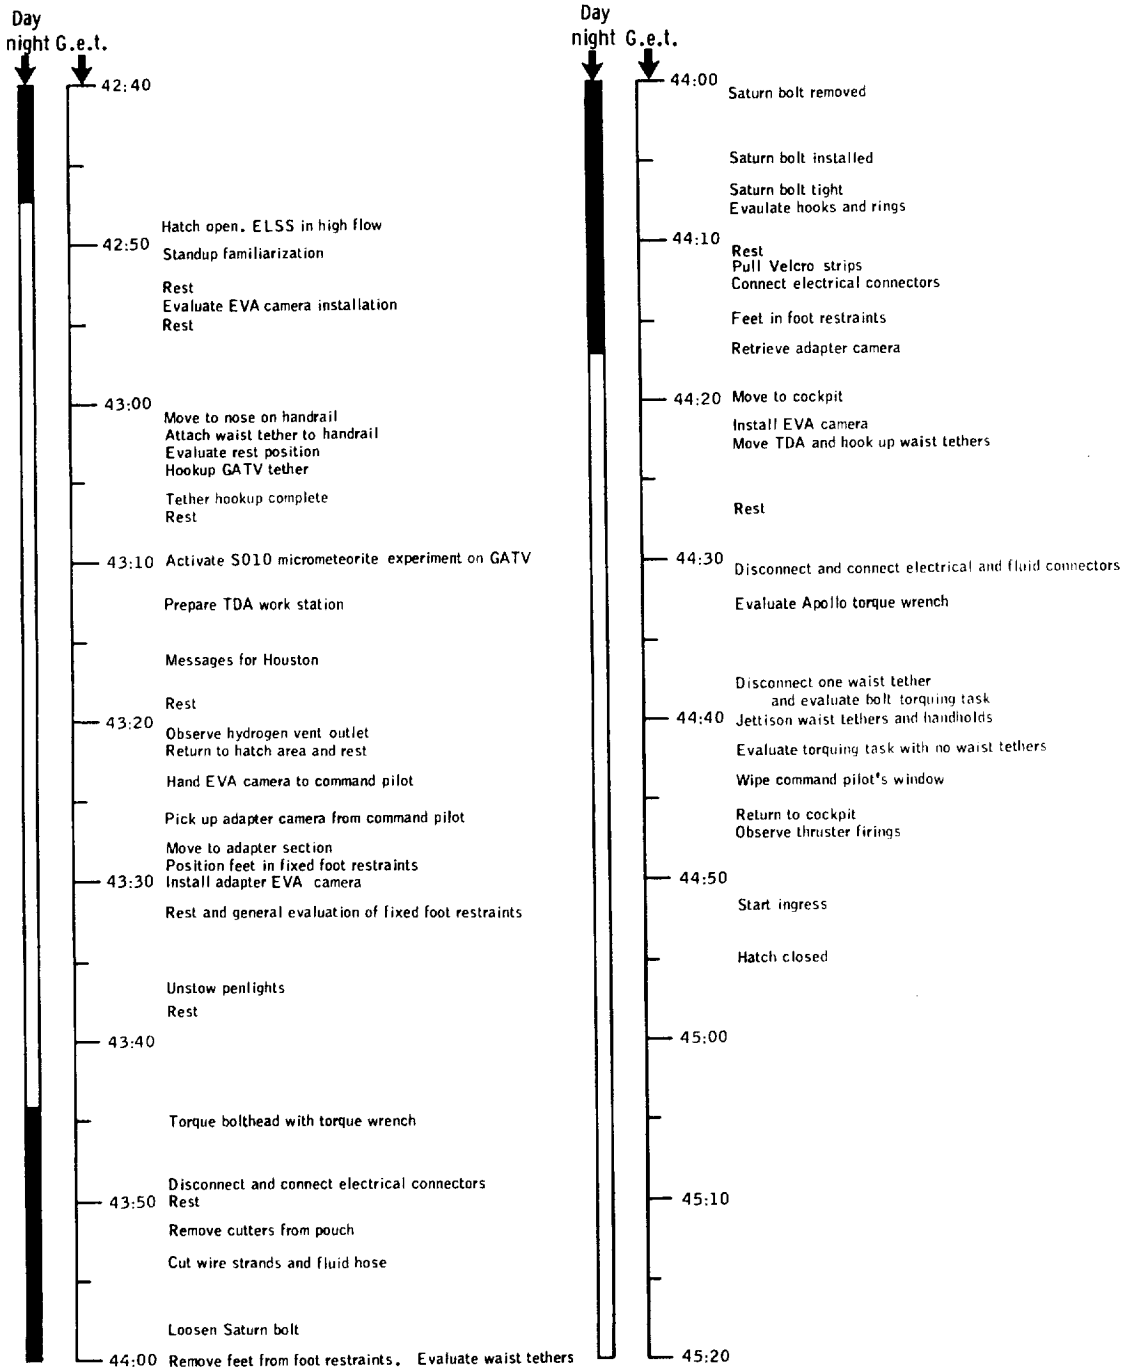 Day
night G.e.t.
42:40
Hatch open. ELSS in high flow
42:50
Standup familiarization
Rest
Evaluate EVA camera installation
Rest
43:00
Move to nose on handrail
Attach waist tether to handrail
Evaluate rest position
Hookup GATV tether
Tether hookup complete
Rest
43:10 Activate S010 micrometeorite experiment on GATV
Prepare TDA work station
Messages for Houston
Rest
43:20
Observe hydrogen vent outlet
Return to hatch area and rest
Hand EVA camera to command pilot
Pick up adapter camera from command pilot
Move to adapter section
Position feet in fixed foot restraints
43:30 Install adapter EVA camera
Rest and general evaluation of fixed foot restraints
Unstow penlights
Rest
43:40
Torque bolthead with torque wrench
Disconnect and connect electrical connectors
43:50 Rest
Remove cutters from pouch
Cut wire strands and fluid hose
Loosen Saturn bolt
44:00 Remove feet from foot restraints. Evaluate waist tethers
Day
night G.e.t.
44:00
Saturn bolt removed
Saturn bolt installed
Saturn bolt tight
Evaulate hooks and rings
44:10
Rest
Pull Velcro strips
Connect electrical connectors
Feet in foot restraints
Retrieve adapter camera
44:20 Move to cockpit
Install EVA camera
Move TDA and hook up waist tethers
Rest
44:30
Disconnect and connect electrical and fluid connectors
Evaluate Apollo torque wrench
Disconnect one waist tether
and evaluate bolt torquing task
44:40 Jettison waist tethers and handholds
Evaluate torquing task with no waist tethers
Wipe command pilot's window
Return to cockpit
Observe thruster firings
44:50
Start ingress
Hatch closed
45:00
45:10
45:20